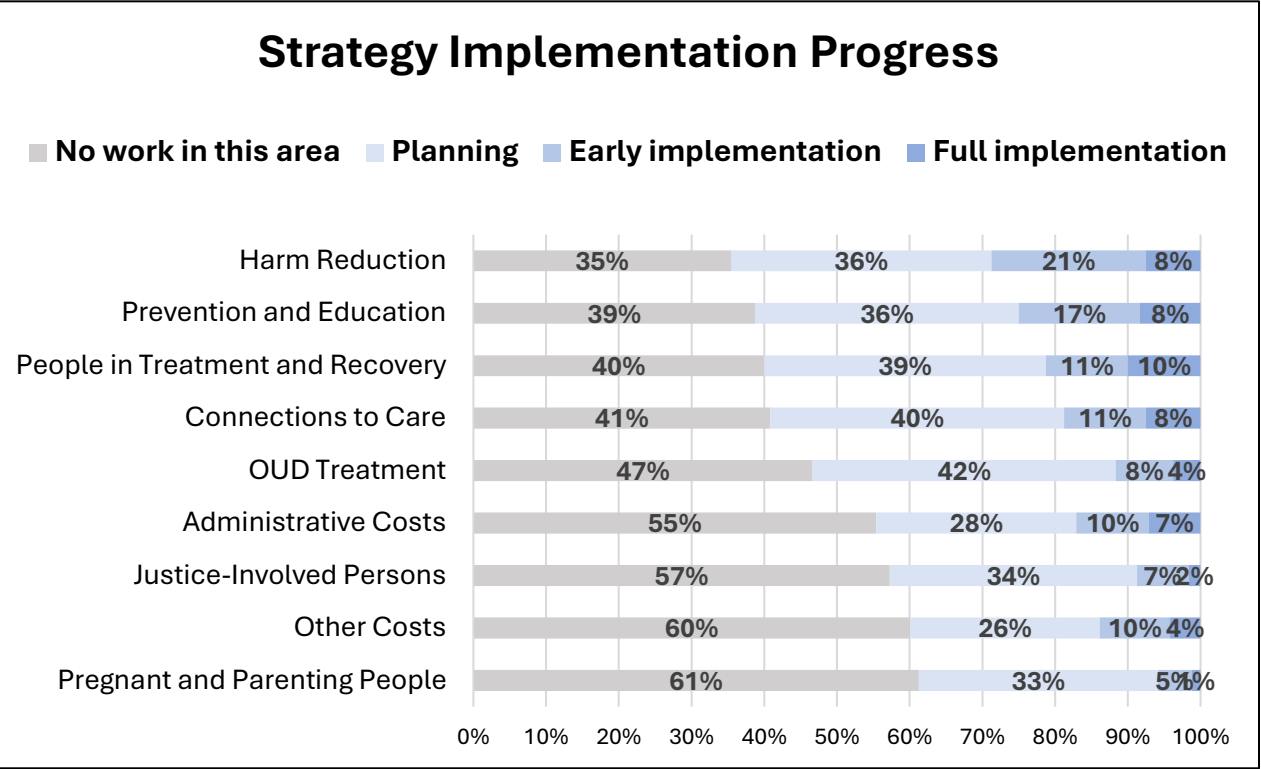 Strategy Implementation Progress
No work in this area Planning Early implementation Full implementation
Harm Reduction 35% 36% 21% 8%
Prevention and Education 39% 36% 17% 8%
People in Treatment and Recovery 40% 39% 11% 10%
Connections to Care 41% 40% 11% 8%
OUD Treatment 47% 42% 8% 4%
Administrative Costs 55% 28% 10% 7%
Justice-Involved Persons 57% 34% 7% 2%
Other Costs 60% 26% 10% 4%
Pregnant and Parenting People 61% 33% 5% 1%
0% 10% 20% 30% 40% 50% 60% 70% 80% 90% 100%